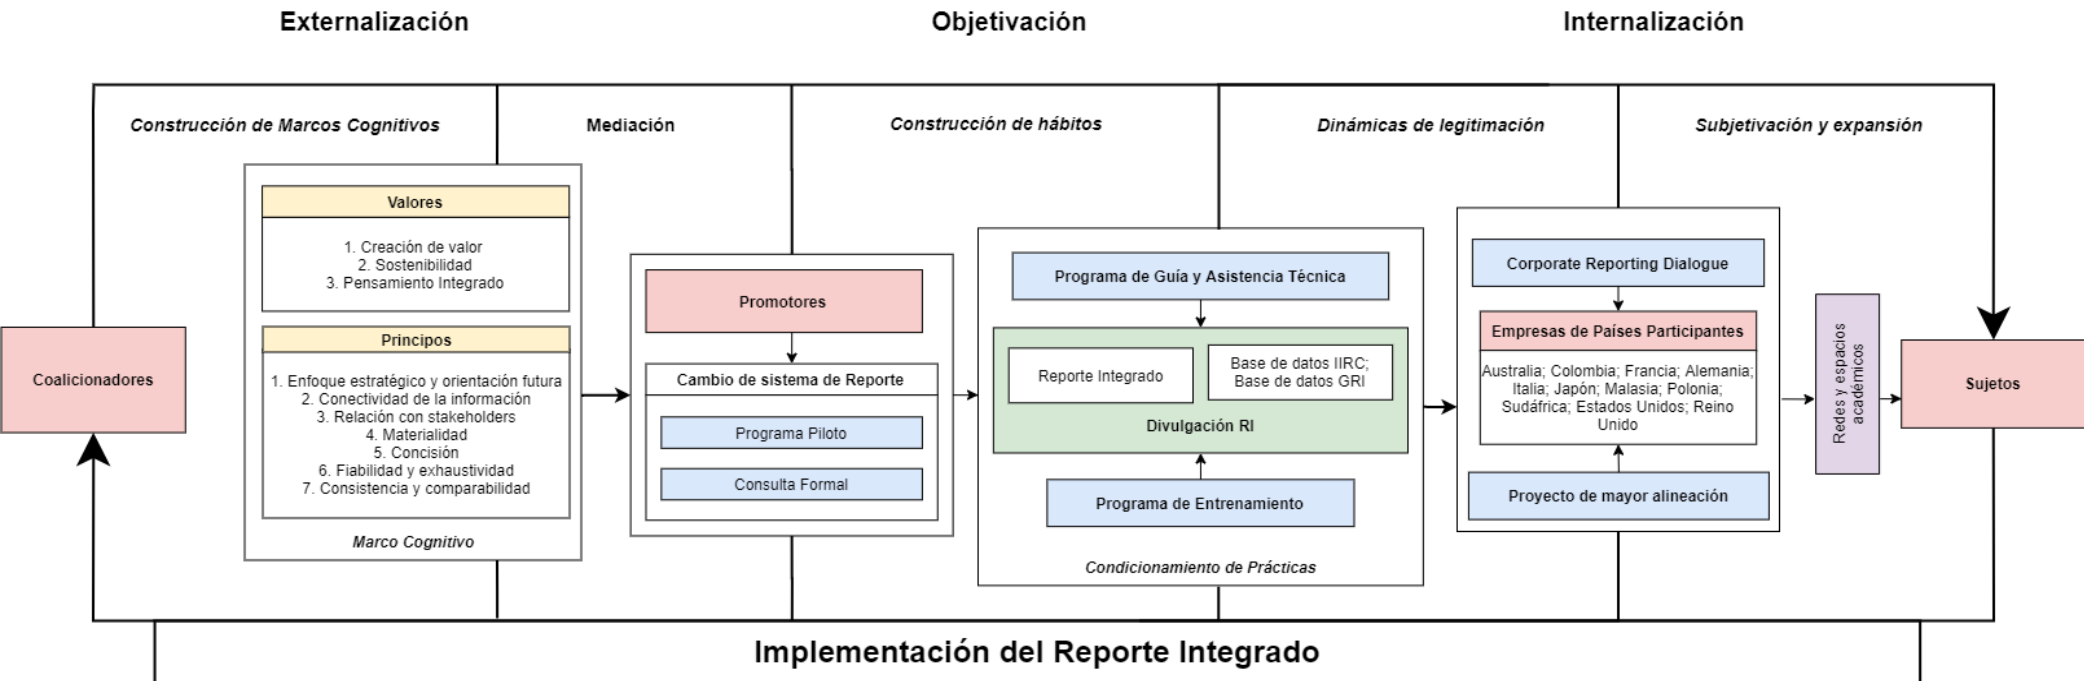 Externalización
Objetivación
Internalización
Construcción de Marcos Cognitivos
Mediación
Construcción de hábitos
Dinámicas de legitimación
Subjetivación y expansión
Coalicionadores
Valores
1. Creación de valor
2. Sostenibilidad
3. Pensamiento Integrado
Principos
1. Enfoque estratégico y orientación futura
2. Conectividad de la información
3. Relación con stakeholders
4. Materialidad
5. Concisión
6. Fiabilidad y exhaustividad
7. Consistencia y comparabilidad
Marco Cognitivo
Promotores
Cambio de sistema de Reporte
Programa Piloto
Consulta Formal
Programa de Guía y Asistencia Técnica
Reporte Integrado
Base de datos IIRC;
Base de datos GRI
Divulgación RI
Programa de Entrenamiento
Condicionamiento de Prácticas
Corporate Reporting Dialogue
Empresas de Países Participantes
Australia; Colombia; Francia; Alemania;
Italia; Japón; Malasia; Polonia;
Sudáfrica; Estados Unidos; Reino
Unido
Proyecto de mayor alineación
Redes y espacios
académicos
Sujetos
Implementación del Reporte Integrado